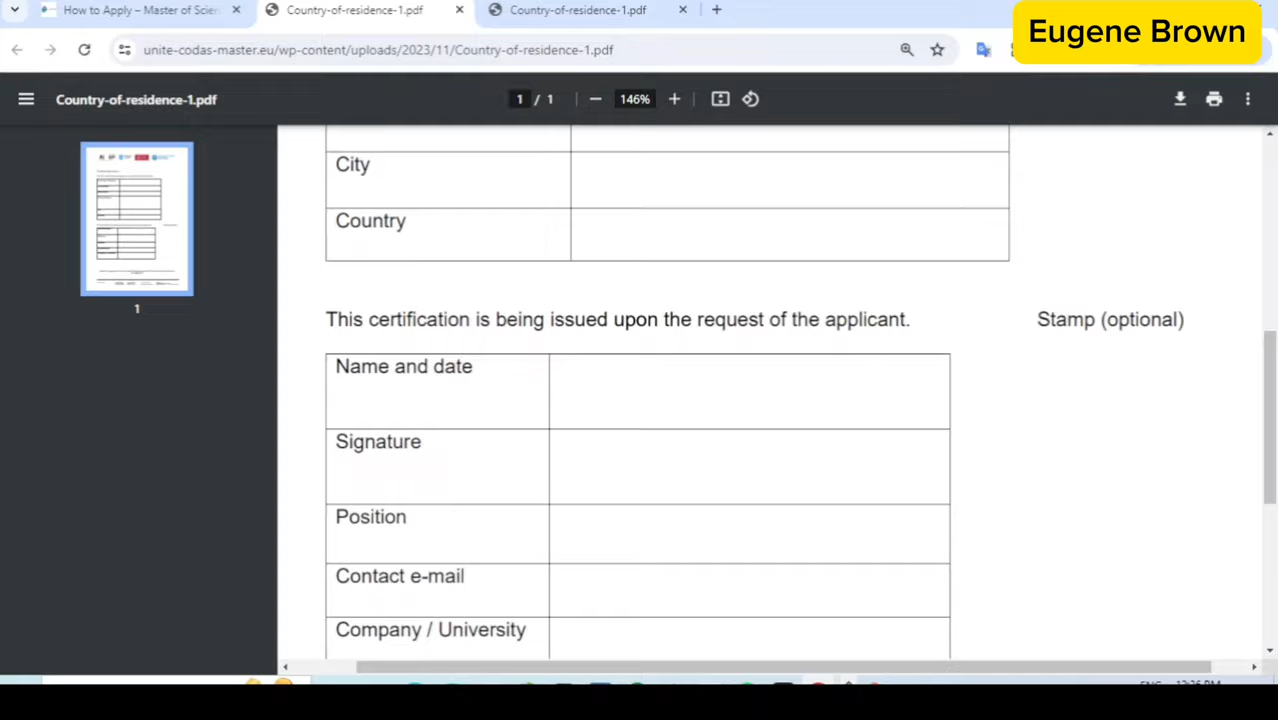 How to Apply – Master of Scien
Country-of-residence-1.pdf
Country-of-residence-1.pdf
Eugene Brown
unite-codas-master.eu/wp-content/uploads/2023/11/Country-of-residence-1.pdf
Country-of-residence-1.pdf
1 / 1
146%
City
Country
This certification is being issued upon the request of the applicant.
Stamp (optional)
Name and date
Signature
Position
Contact e-mail
Company / University
1